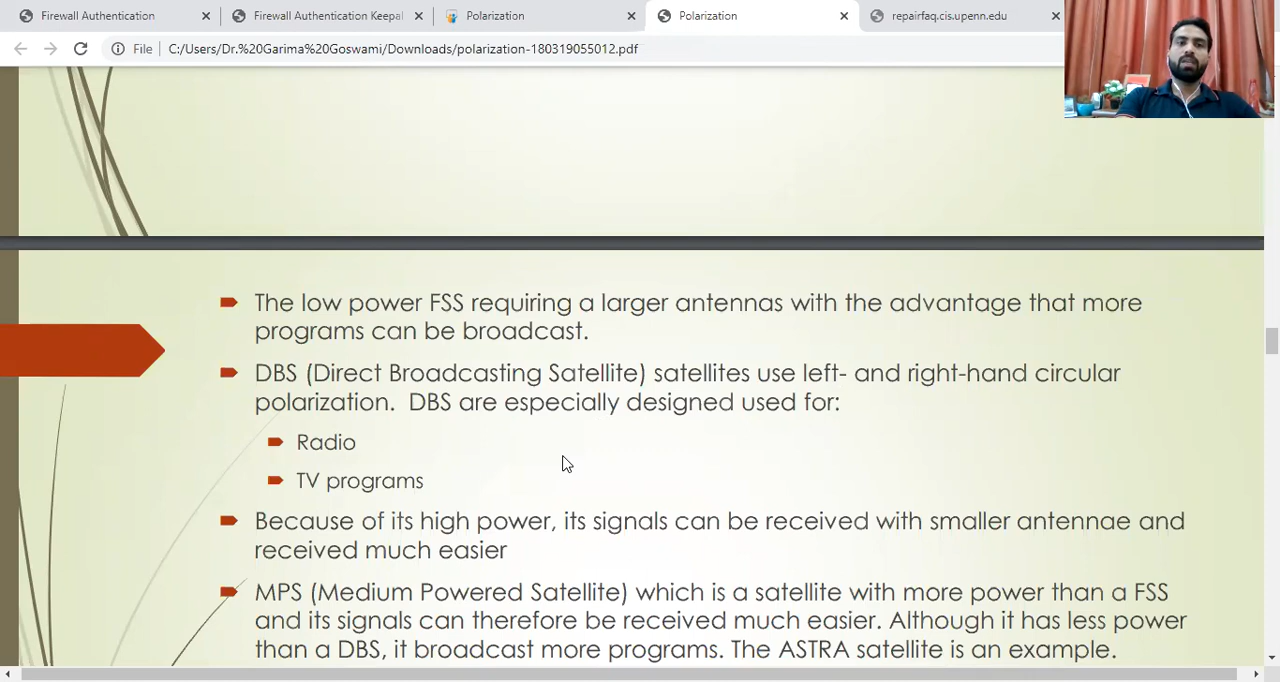 Firewall Authentication
Firewall Authentication Keepal
Polarization
Polarization
repairfaq.cis.upenn.edu
File
C:/Users/Dr.%20Garima%20Goswami/Downloads/polarization-180319055012.pdf
The low power FSS requiring a larger antennas with the advantage that more
programs can be broadcast.
DBS (Direct Broadcasting Satellite) satellites use left- and right-hand circular
polarization.  DBS are especially designed used for:
Radio
TV programs
Because of its high power, its signals can be received with smaller antennae and
received much easier
MPS (Medium Powered Satellite) which is a satellite with more power than a FSS
and its signals can therefore be received much easier. Although it has less power
than a DBS, it broadcast more programs. The ASTRA satellite is an example.